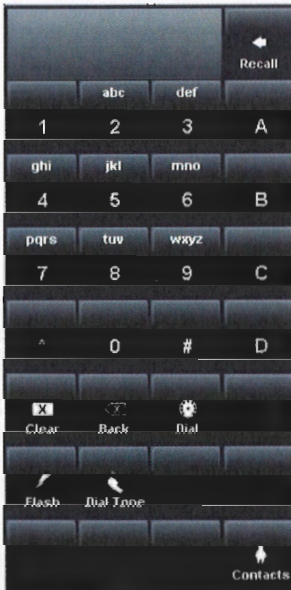 Recall
abc def
1 2 3 A
ghi jkl mno
4 5 6 B
pqrs tuv wxyz
7 8 9 C
* 0 # D
Clear Back Dial
Flash Dial Tone
Contacts